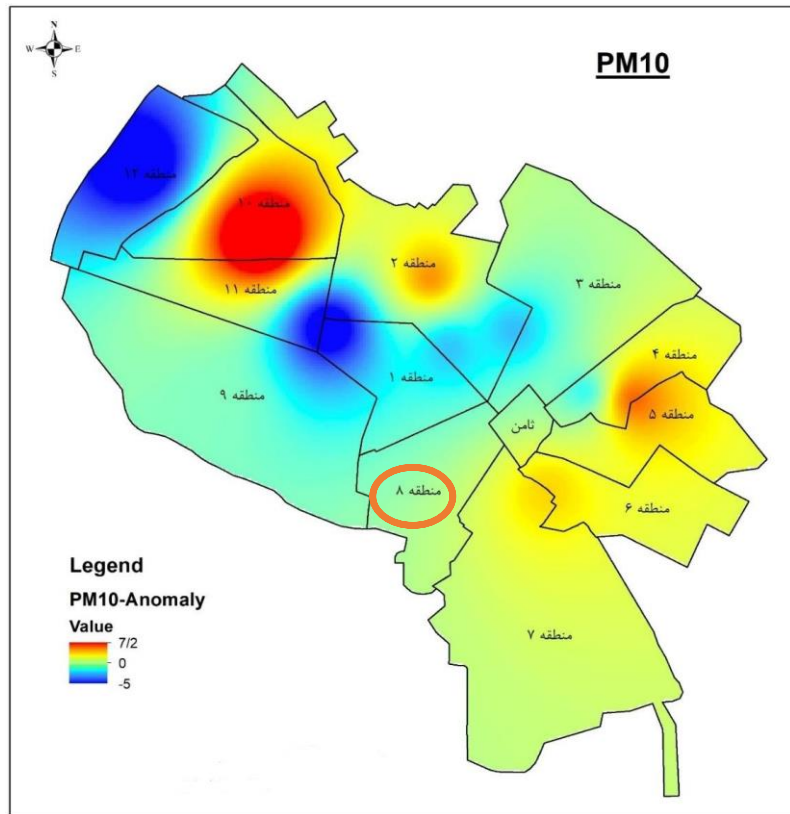 N
W E
S
PM10
منطقه ۱۲
منطقه ۱۰
منطقه ۲
منطقه ۳
منطقه ۱۱
منطقه ۴
منطقه ۱
منطقه ۹
منطقه ۵
ثامن
منطقه ۸
منطقه ۶
منطقه ۷
Legend
PM10-Anomaly
Value
7/2
0
-5